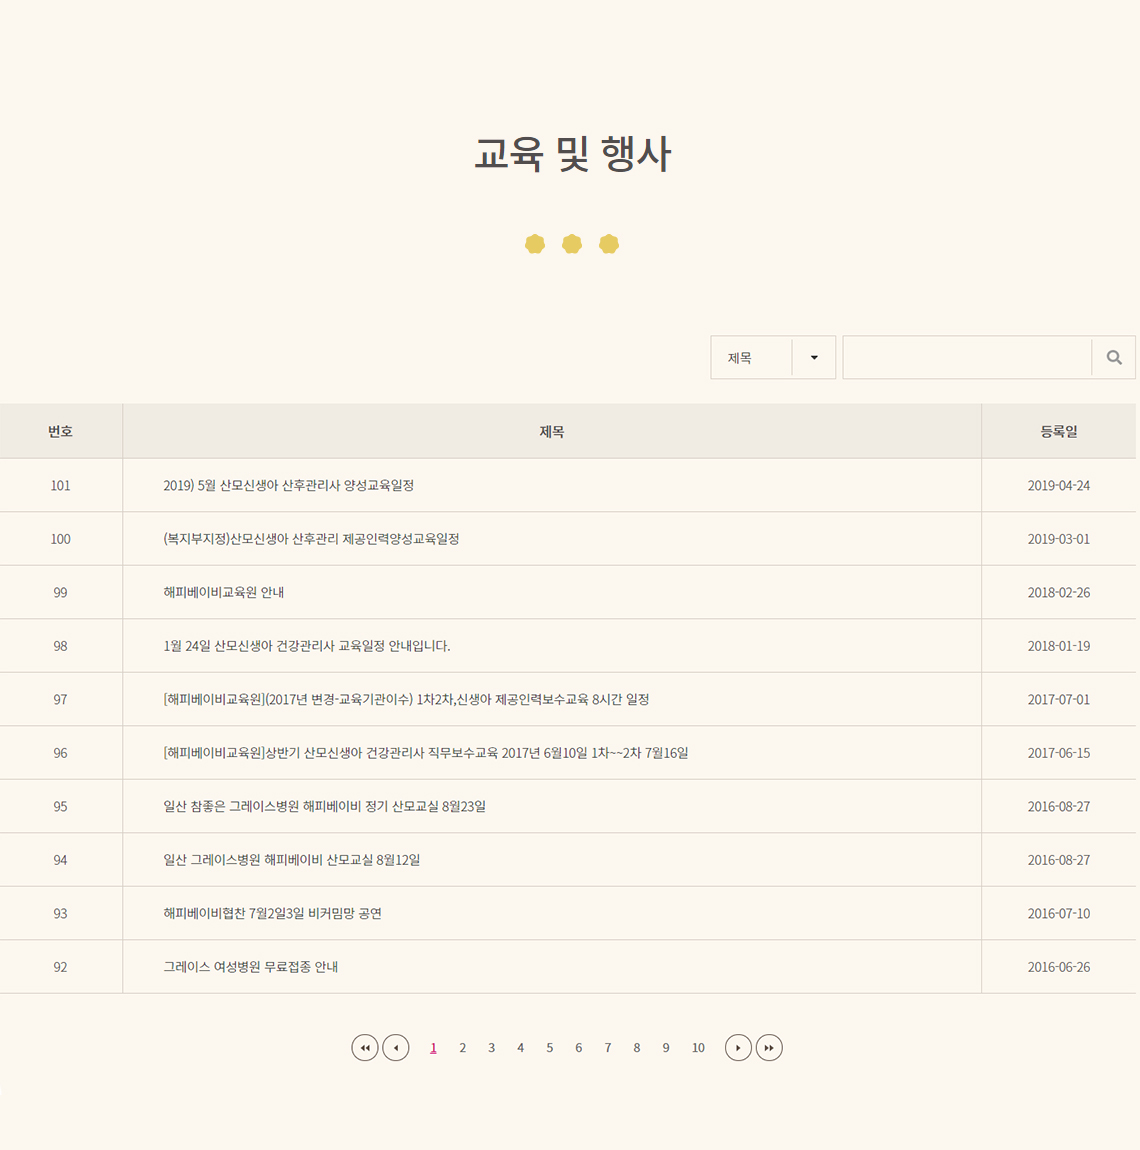 교육 및 행사
제목
번호 제목 등록일
101 2019) 5월 산모신생아 산후관리사 양성교육일정 2019-04-24
100 (복지부지정)산모신생아 산후관리 제공인력양성교육일정 2019-03-01
99 해피베이비교육원 안내 2018-02-26
98 1월 24일 산모신생아 건강관리사 교육일정 안내입니다. 2018-01-19
97 [해피베이비교육원](2017년 변경-교육기관이수) 1차2차,신생아 제공인력보수교육 8시간 일정 2017-07-01
96 [해피베이비교육원]상반기 산모신생아 건강관리사 직무보수교육 2017년 6월10일 1차~~2차 7월16일 2017-06-15
95 일산 참좋은 그레이스병원 해피베이비 정기 산모교실 8월23일 2016-08-27
94 일산 그레이스병원 해피베이비 산모교실 8월12일 2016-08-27
93 해피베이비협찬 7월2일3일 비커밈망 공연 2016-07-10
92 그레이스 여성병원 무료접종 안내 2016-06-26
1 2 3 4 5 6 7 8 9 10